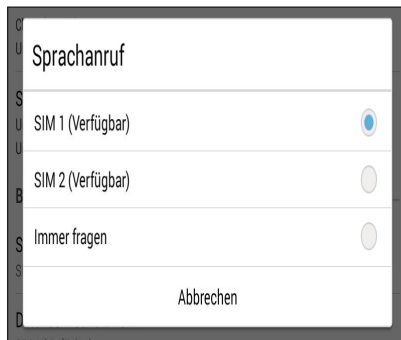 Sprachanruf
SIM 1 (Verfügbar)
SIM 2 (Verfügbar)
Immer fragen
Abbrechen